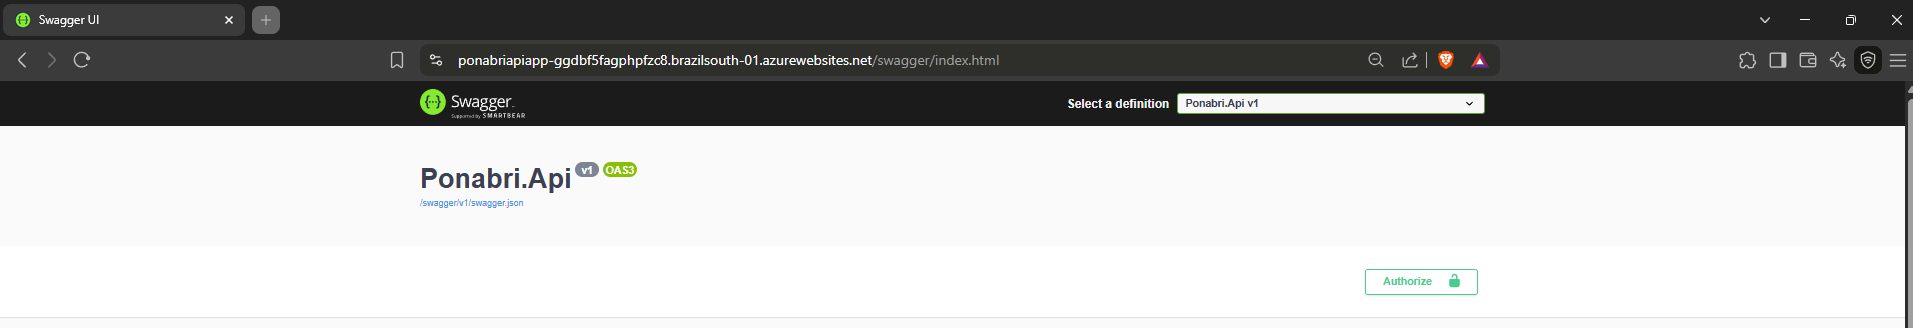 Swagger UI
ponabriapiapp-ggdbf5fagphpfzc8.brazilsouth-01.azurewebsites.net/swagger/index.html
Swagger.
Supported by SMARTBEAR
Select a definition
Ponabri.Api v1
Ponabri.Api v1 OAS3
/swagger/v1/swagger.json
Authorize